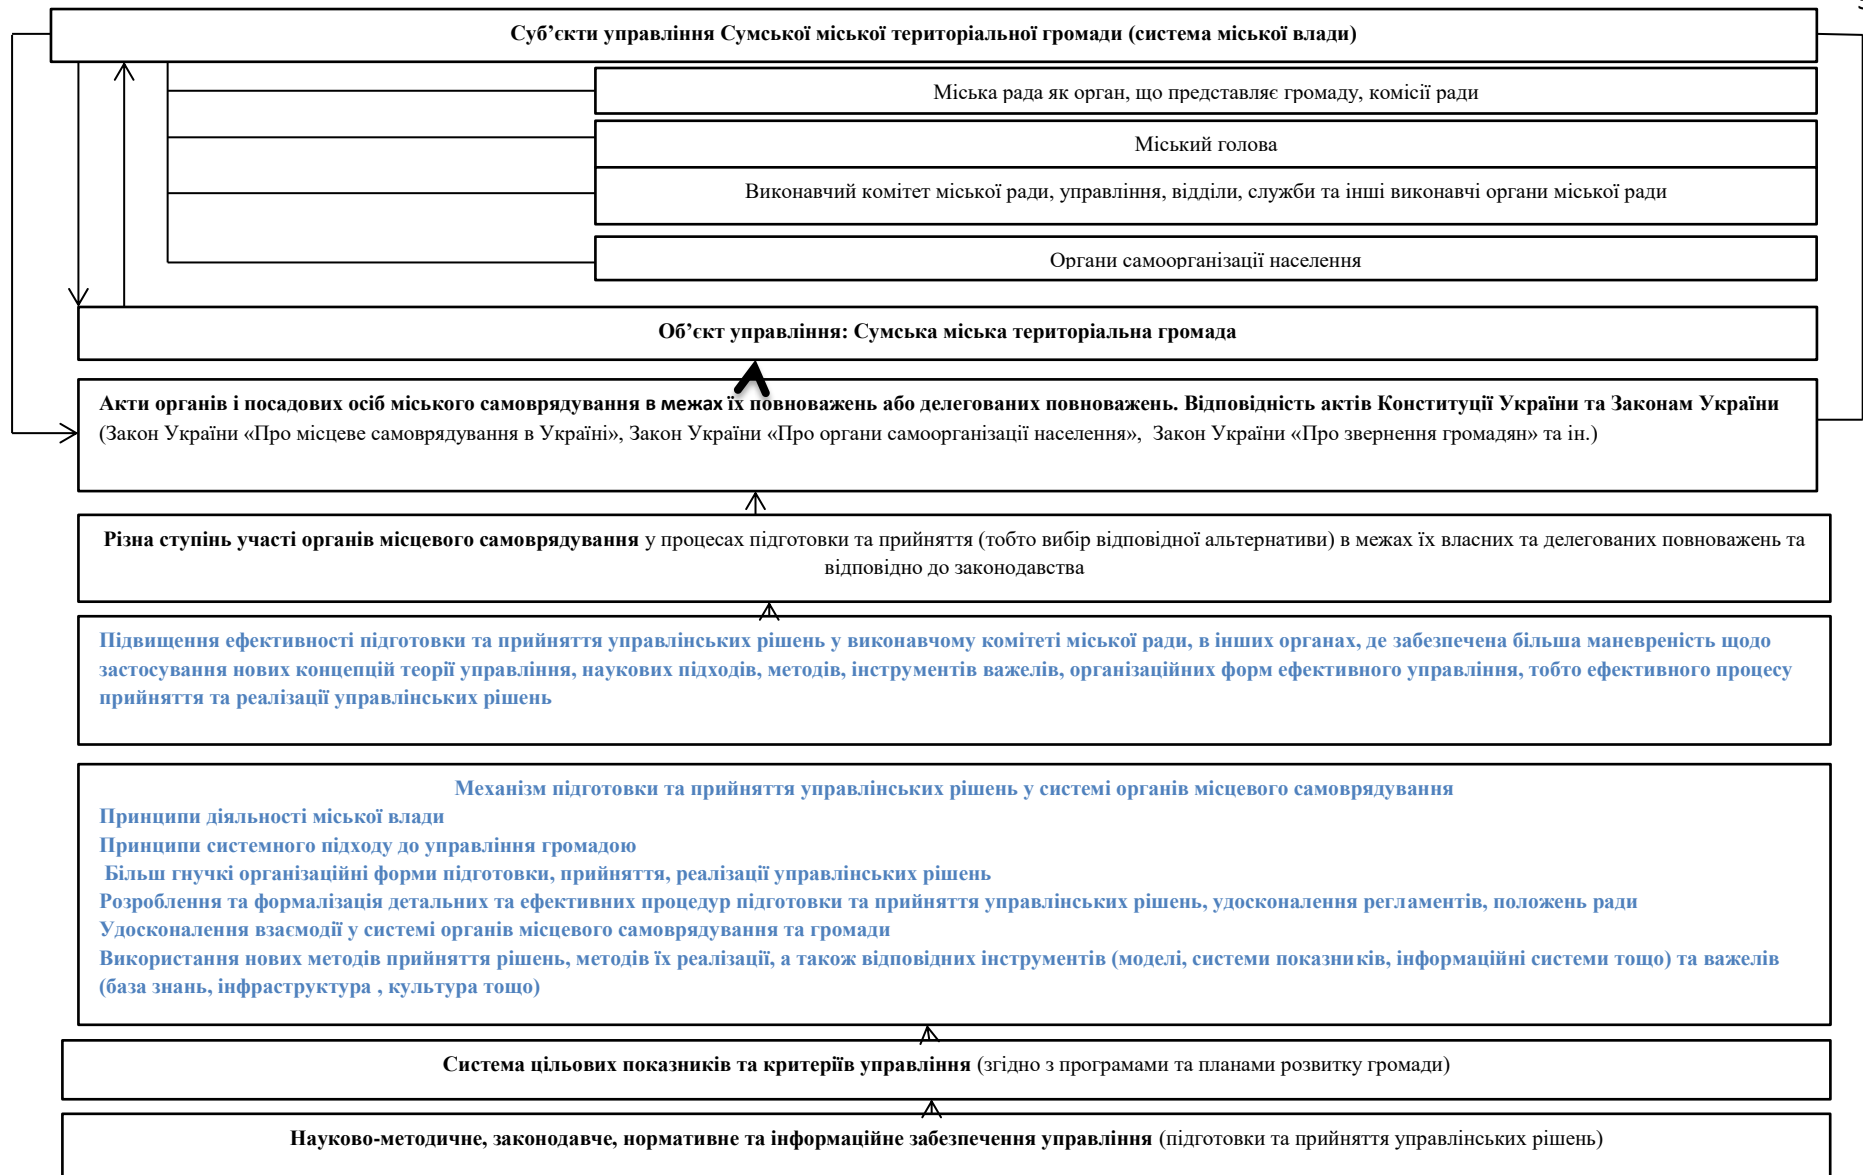 Суб’єкти управління Сумської міської територіальної громади (система міської влади)
Міська рада як орган, що представляє громаду, комісії ради
Міський голова
Виконавчий комітет міської ради, управління, відділи, служби та інші виконавчі органи міської ради
Органи самоорганізації населення
Об’єкт управління: Сумська міська територіальна громада
Акти органів і посадових осіб міського самоврядування в межах їх повноважень або делегованих повноважень. Відповідність актів Конституції України та Законам України
(Закон України «Про місцеве самоврядування в Україні», Закон України «Про органи самоорганізації населення»,  Закон України «Про звернення громадян» та ін.)
Різна ступінь участі органів місцевого самоврядування у процесах підготовки та прийняття (тобто вибір відповідної альтернативи) в межах їх власних та делегованих повноважень та
відповідно до законодавства
Підвищення ефективності підготовки та прийняття управлінських рішень у виконавчому комітеті міської ради, в інших органах, де забезпечена більша маневреність щодо
застосування нових концепцій теорії управління, наукових підходів, методів, інструментів важелів, організаційних форм ефективного управління, тобто ефективного процесу
прийняття та реалізації управлінських рішень
Механізм підготовки та прийняття управлінських рішень у системі органів місцевого самоврядування
Принципи діяльності міської влади
Принципи системного підходу до управління громадою
Більш гнучкі організаційні форми підготовки, прийняття, реалізації управлінських рішень
Розроблення та формалізація детальних та ефективних процедур підготовки та прийняття управлінських рішень, удосконалення регламентів, положень ради
Удосконалення взаємодії у системі органів місцевого самоврядування та громади
Використання нових методів прийняття рішень, методів їх реалізації, а також відповідних інструментів (моделі, системи показників, інформаційні системи тощо) та важелів
(база знань, інфраструктура , культура тощо)
Система цільових показників та критеріїв управління (згідно з програмами та планами розвитку громади)
Науково-методичне, законодавче, нормативне та інформаційне забезпечення управління (підготовки та прийняття управлінських рішень)